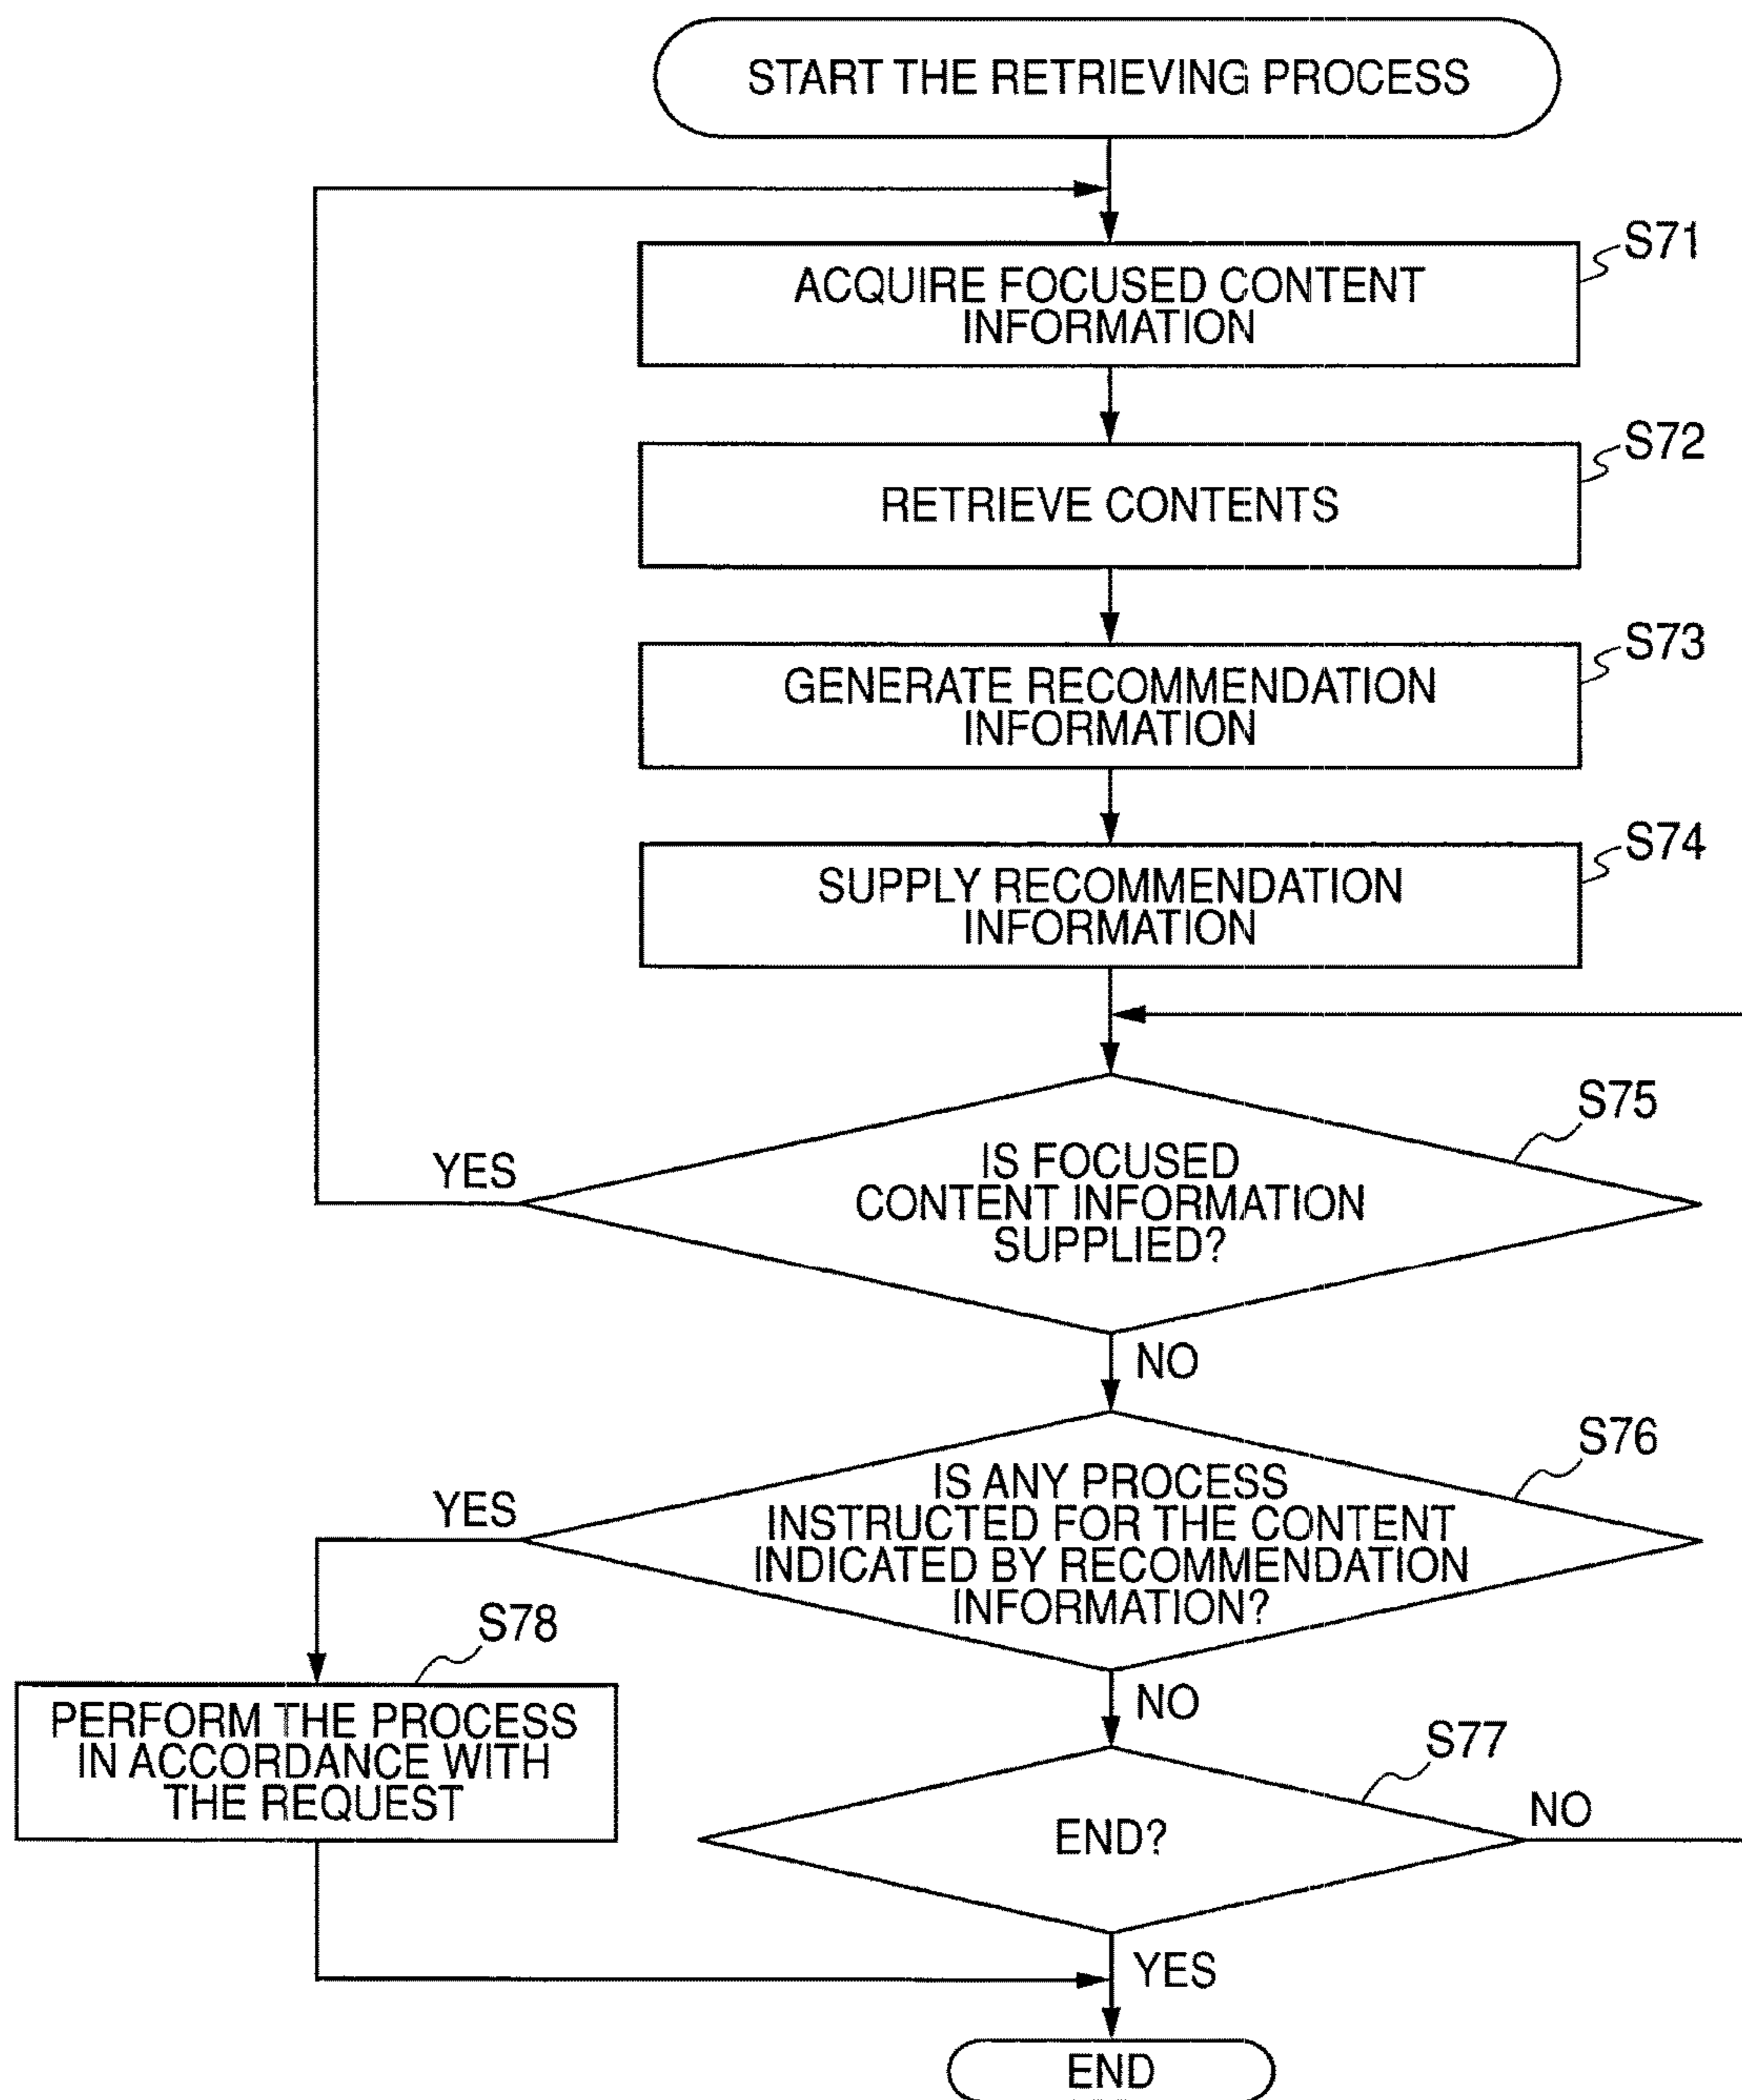 START THE RETRIEVING PROCESS
S71
ACQUIRE FOCUSED CONTENT
INFORMATION
S72
RETRIEVE CONTENTS
S73
GENERATE RECOMMENDATION
INFORMATION
S74
SUPPLY RECOMMENDATION
INFORMATION
S75
YES
IS FOCUSED
CONTENT INFORMATION
SUPPLIED?
NO
S76
YES
IS ANY PROCESS
INSTRUCTED FOR THE CONTENT
INDICATED BY RECOMMENDATION
INFORMATION?
S78
NO
PERFORM THE PROCESS
IN ACCORDANCE WITH
THE REQUEST
S77
NO
END?
YES
END